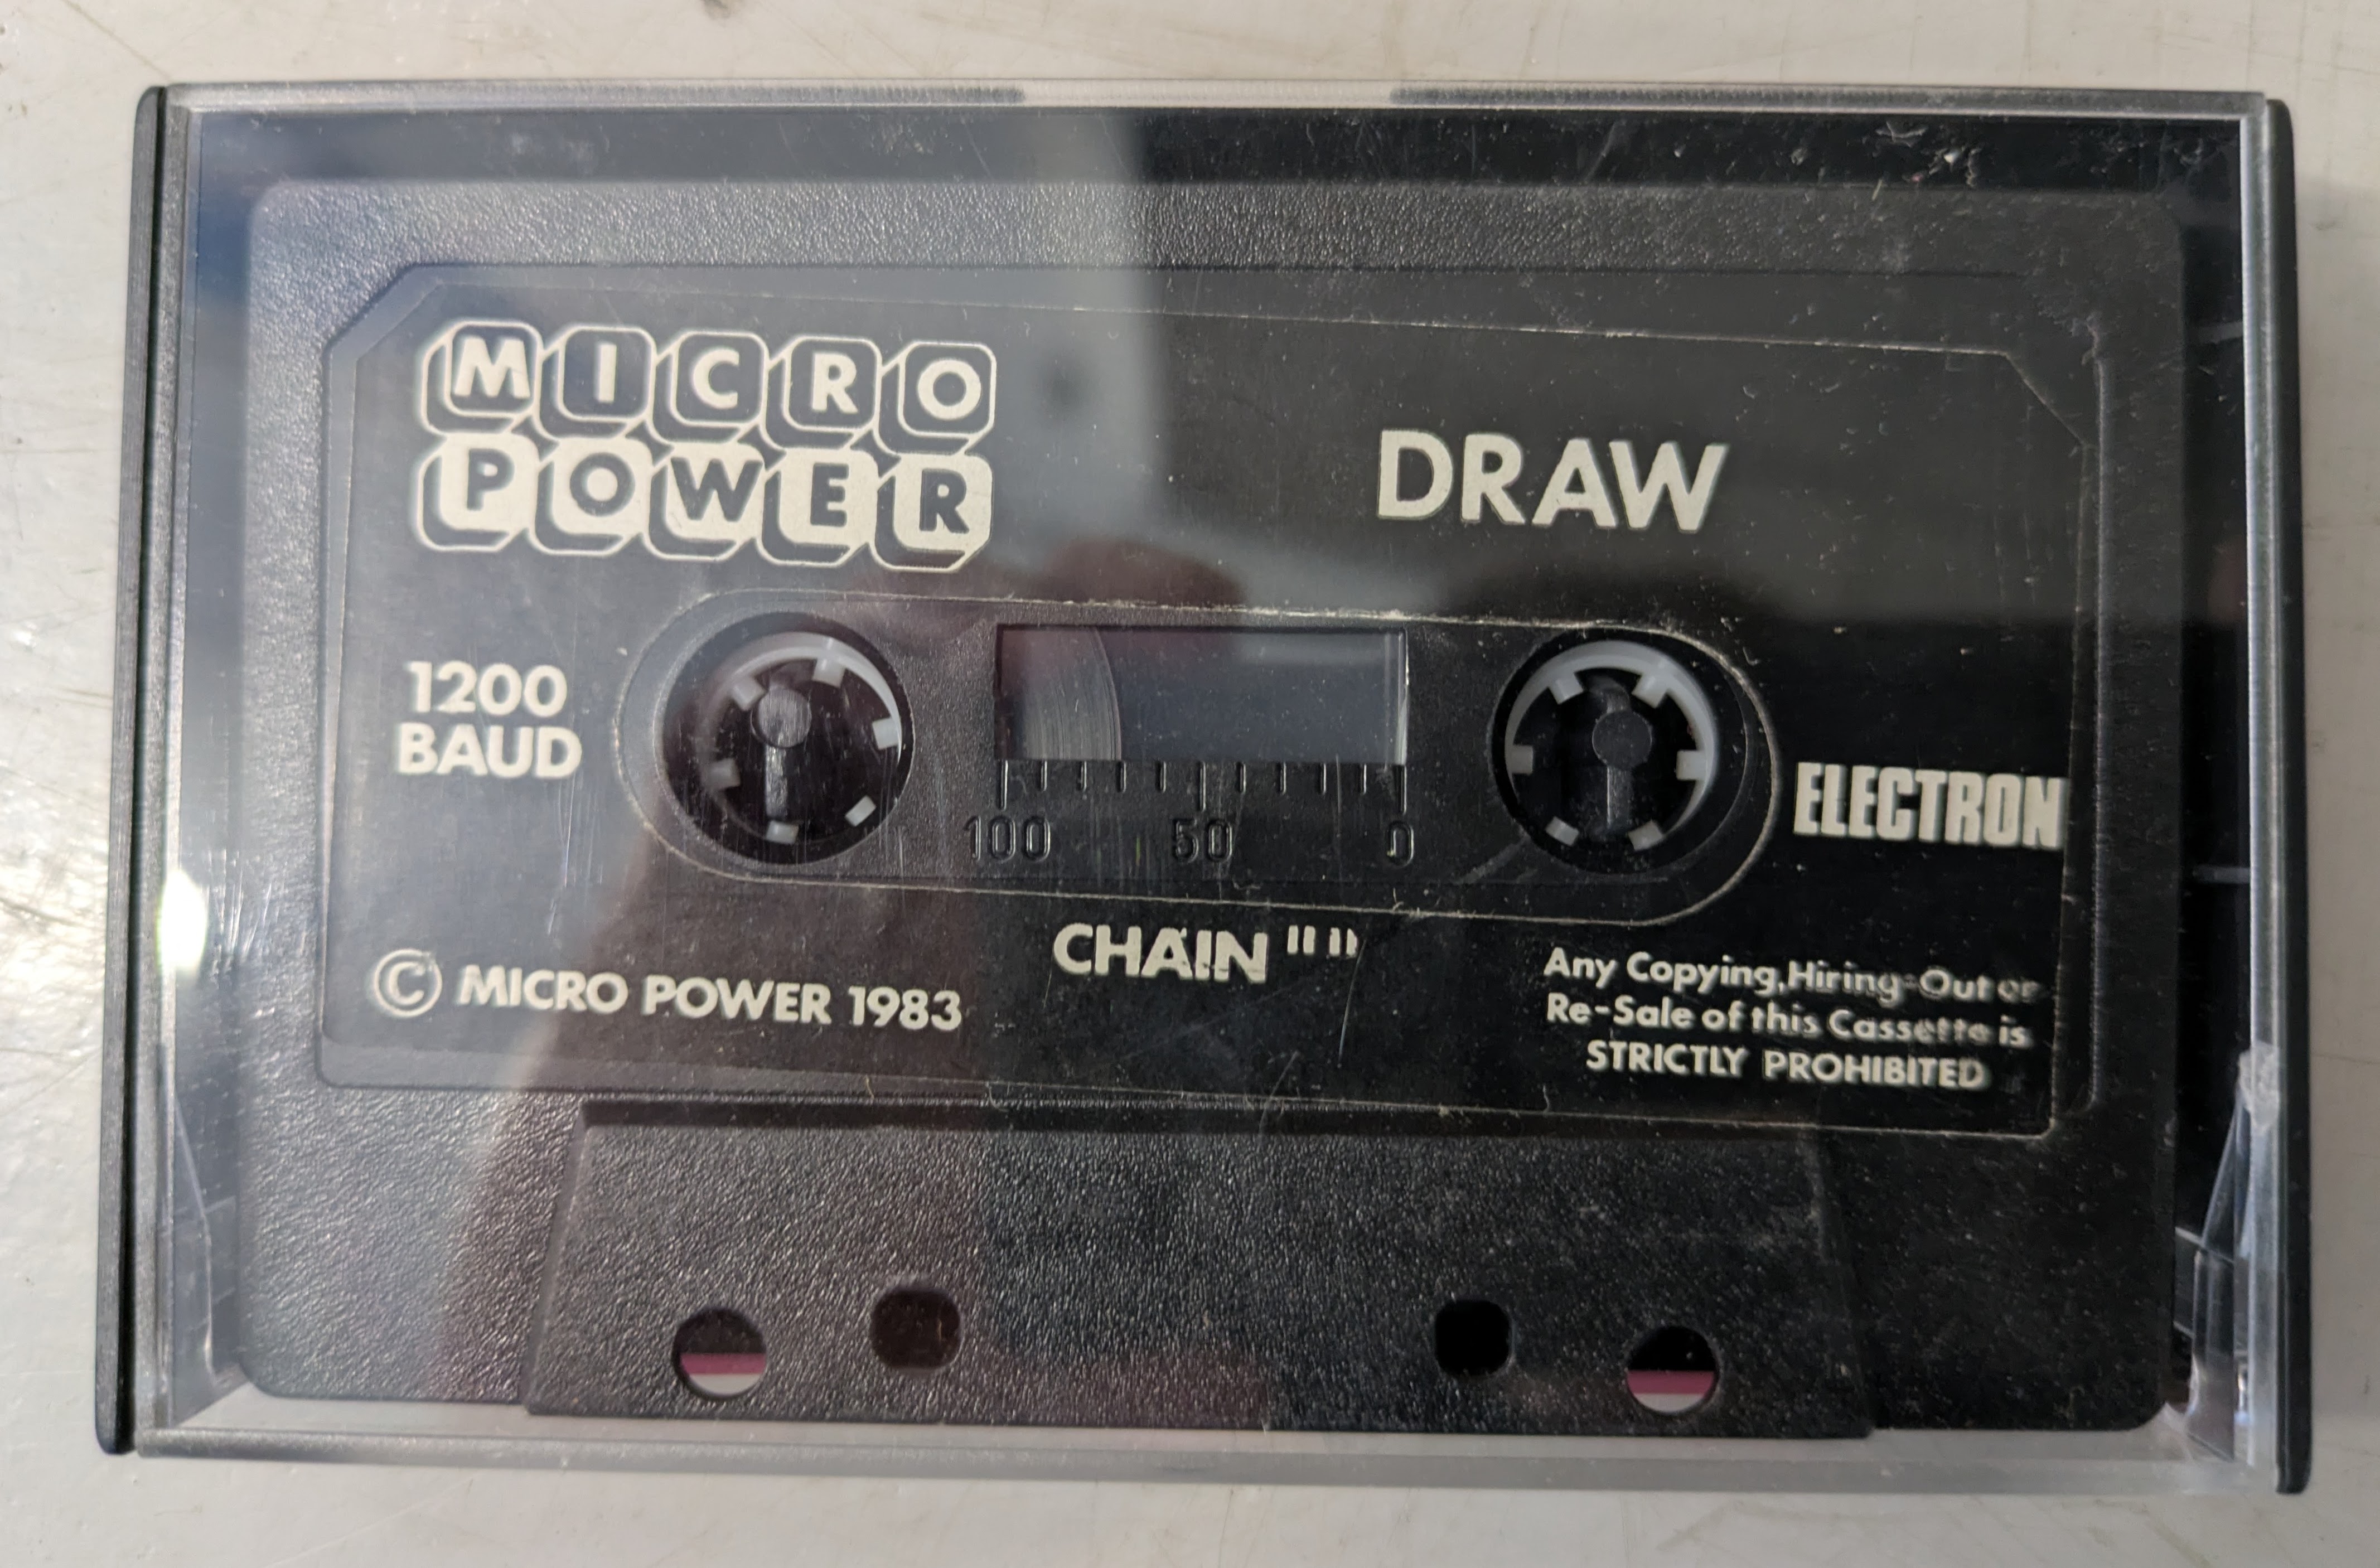 MICRO
POWER
DRAW
1200
BAUD
100 50 0
ELECTRON
CHAIN ""
© MICRO POWER 1983
Any Copying,Hiring-Out or
Re-Sale of this Cassette is
STRICTLY PROHIBITED